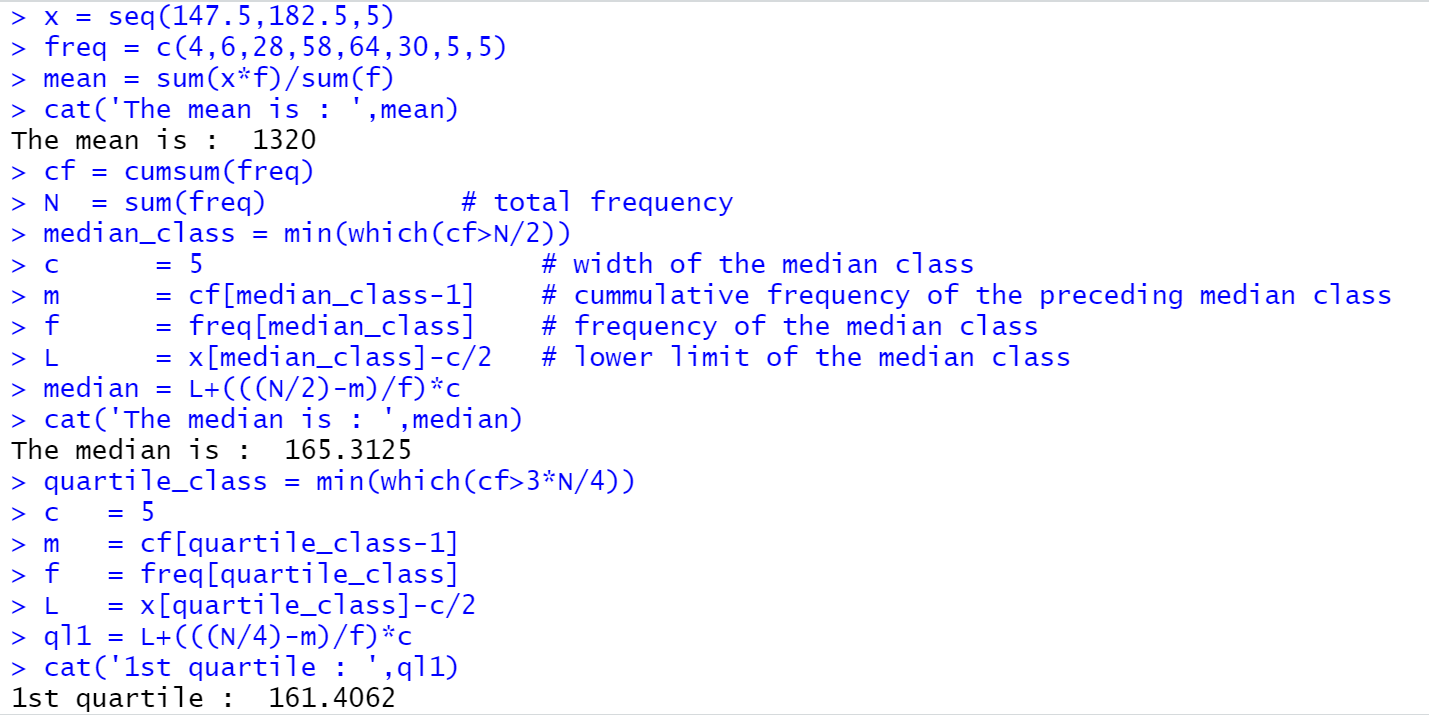 > x = seq(147.5,182.5,5)
> freq = c(4,6,28,58,64,30,5,5)
> mean = sum(x*f)/sum(f)
> cat('The mean is : ',mean)
The mean is :  1320
> cf = cumsum(freq)
> N  = sum(freq)            # total frequency
> median_class = min(which(cf>N/2))
> c      = 5                     # width of the median class
> m      = cf[median_class-1]    # cummulative frequency of the preceding median class
> f      = freq[median_class]    # frequency of the median class
> L      = x[median_class]-c/2   # lower limit of the median class
> median = L+(((N/2)-m)/f)*c
> cat('The median is : ',median)
The median is :  165.3125
> quartile_class = min(which(cf>3*N/4))
> c   = 5
> m   = cf[quartile_class-1]
> f   = freq[quartile_class]
> L   = x[quartile_class]-c/2
> ql1 = L+(((N/4)-m)/f)*c
> cat('1st quartile : ',ql1)
1st quartile :  161.4062